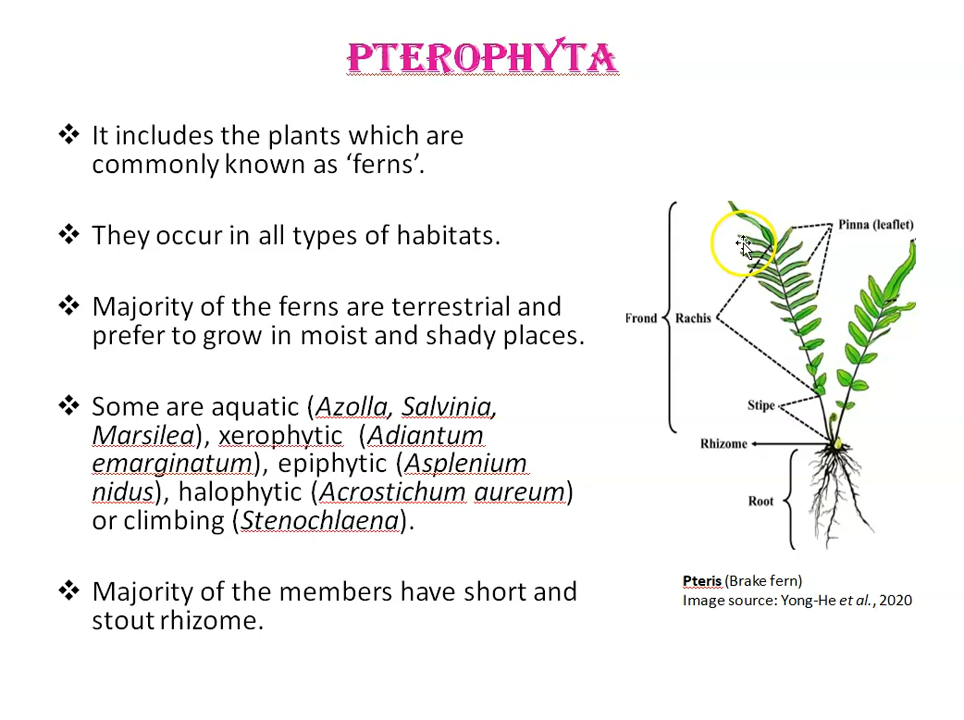 PTEROPHYTA
❖ It includes the plants which are
commonly known as ‘ferns’.
❖ They occur in all types of habitats.
❖ Majority of the ferns are terrestrial and
prefer to grow in moist and shady places.
❖ Some are aquatic (Azolla, Salvinia,
Marsilea), xerophytic (Adiantum
emarginatum), epiphytic (Asplenium
nidus), halophytic (Acrostichum aureum)
or climbing (Stenochlaena).
❖ Majority of the members have short and
stout rhizome.
Pinna (leaflet)
Frond
Rachis
Stipe
Rhizome
Root
Pteris (Brake fern)
Image source: Yong-He et al., 2020